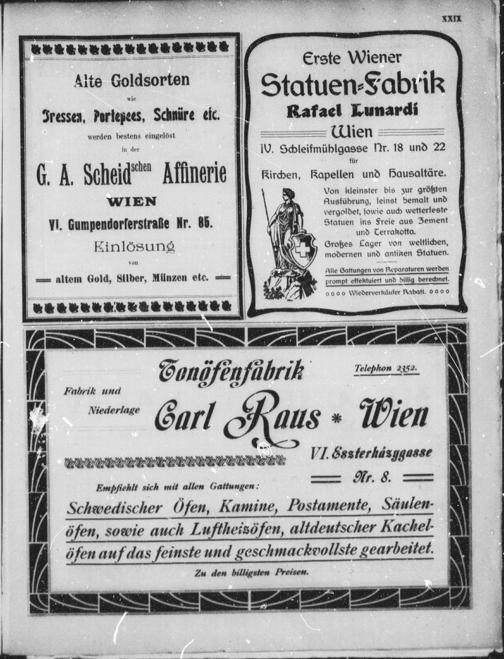 XXIX
Alte Goldsorten
wie
Tressen, Portepees, Schnüre etc.
werden bestens eingelöst
in der
G. A. Scheidschen Affinerie
WIEN
VI. Gumpendorferstraße Nr. 85.
Einlösung
von
altem Gold, Silber, Münzen etc.
Erste Wiener
Statuen-Fabrik
Rafael Lunardi
Wien
IV. Schleifmühlgasse Nr. 18 und 22
für
Kirchen, Kapellen und Hausaltäre.
Von kleinster bis zur größten
Ausführung, feinst bemalt und
vergoldet, sowie auch wetterfeste
Statuen ins Freie aus Zement
und Terrakotta.
Großes Lager von weltlichen,
modernen und antiken Statuen.
Alle Gattungen von Reparaturen werden
prompt effektuiert und billig berechnet.
Wiederverkäufer Rabatt.
Tonöfenfabrik
Telephon 2352.
Fabrik und
Niederlage
Carl Raus * Wien
VI. Eszterházygasse
Nr. 8.
Empfiehlt sich mit allen Gattungen:
Schwedischer Öfen, Kamine, Postamente, Säulen-
öfen, sowie auch Luftheizöfen, altdeutscher Kachel-
öfen auf das feinste und geschmackvollste gearbeitet.
Zu den billigsten Preisen.